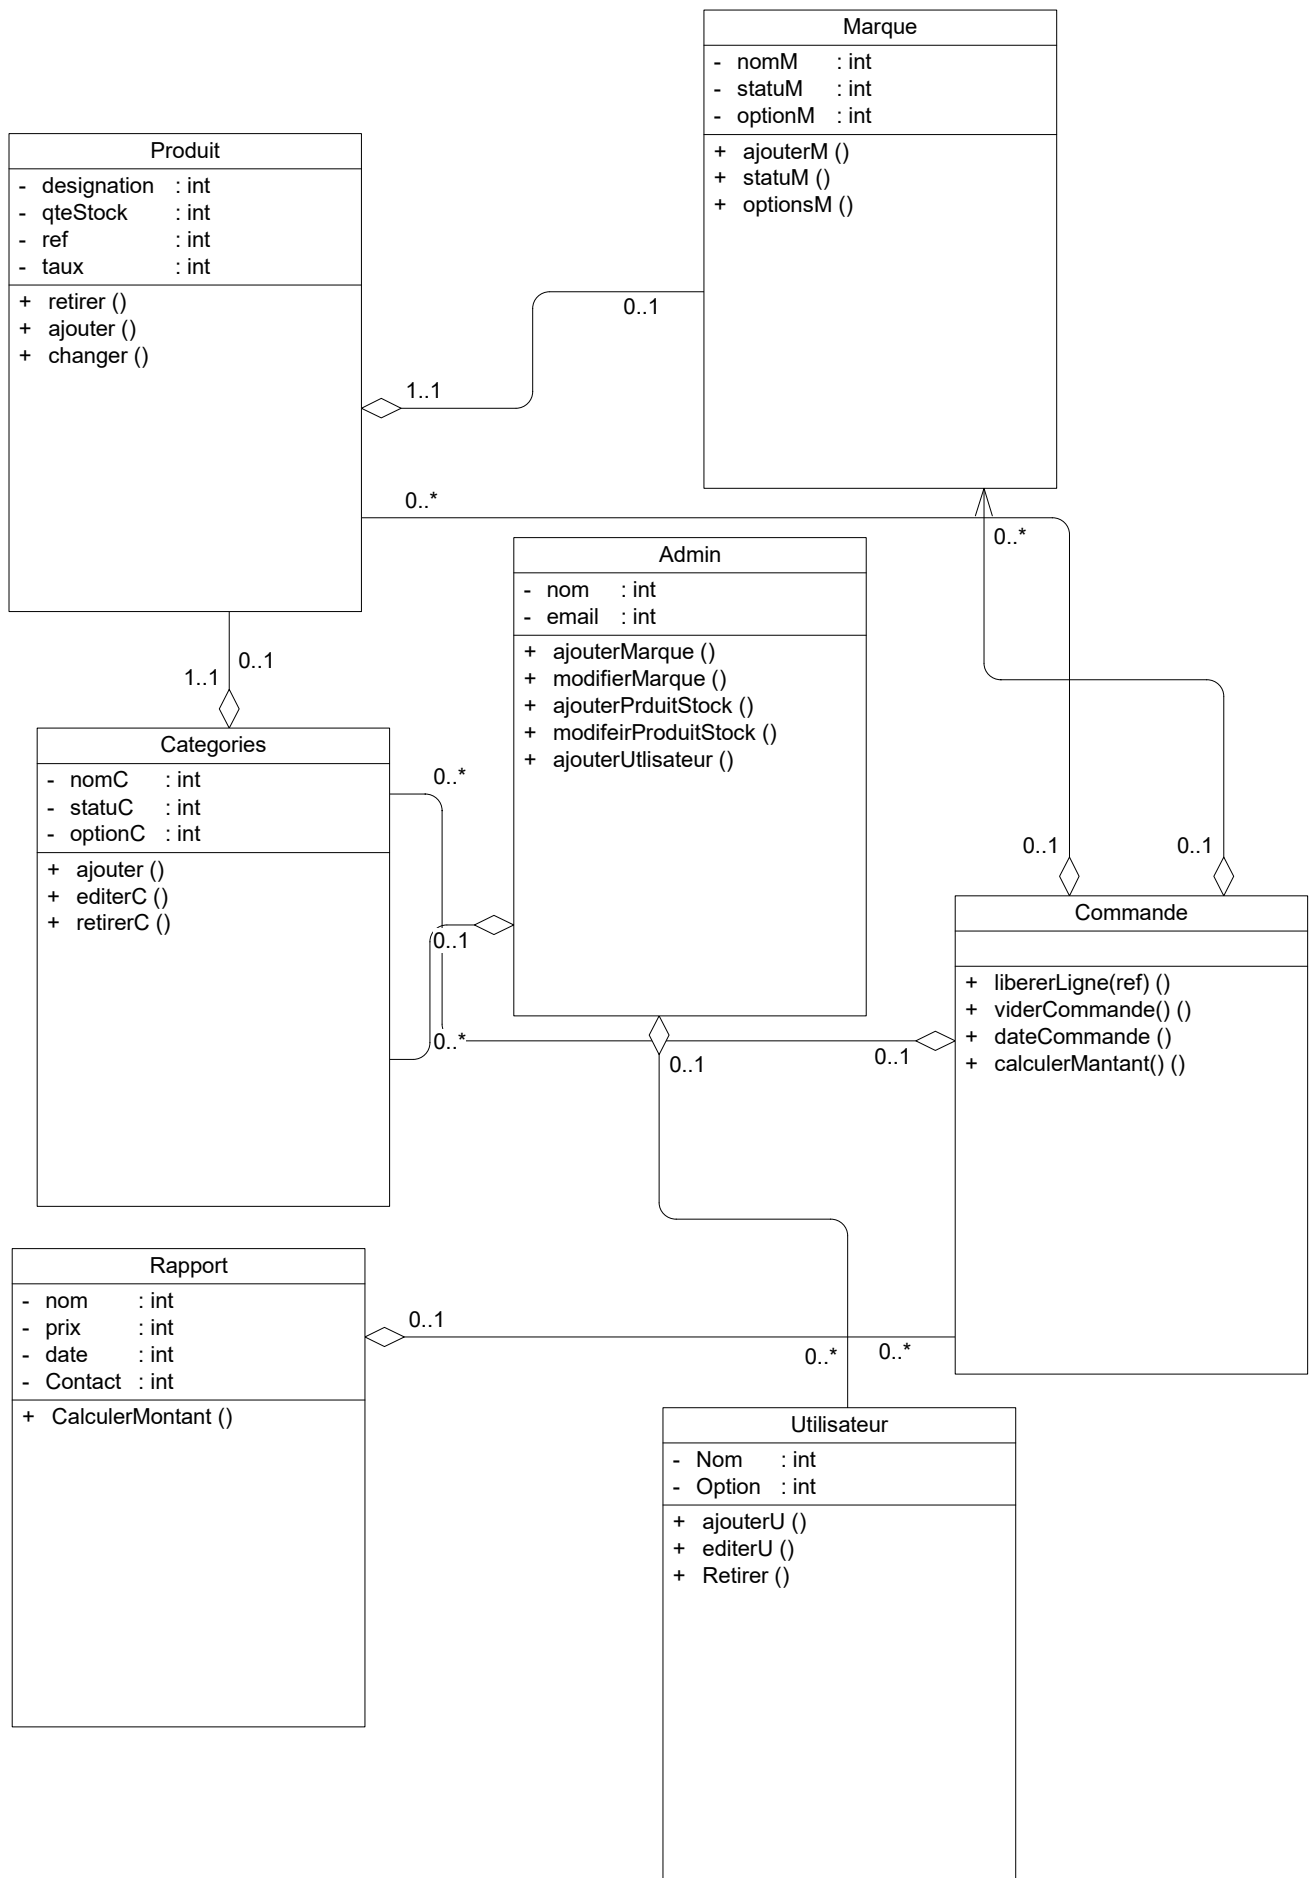 Marque
- nomM : int
- statuM : int
- optionM : int
+ ajouterM ()
+ statuM ()
+ optionsM ()
Produit
- designation : int
- qteStock : int
- ref : int
- taux : int
+ retirer ()
+ ajouter ()
+ changer ()
0..1
1..1
0..*
0..*
Admin
- nom : int
- email : int
+ ajouterMarque ()
+ modifierMarque ()
+ ajouterPrduitStock ()
+ modifeirProduitStock ()
+ ajouterUtlisateur ()
0..1
1..1
Categories
- nomC : int
- statuC : int
- optionC : int
+ ajouter ()
+ editerC ()
+ retirerC ()
0..*
0..1
0..*
0..1
0..1
0..1
0..1
Commande
+ libererLigne(ref) ()
+ viderCommande() ()
+ dateCommande ()
+ calculerMantant() ()
Rapport
- nom : int
- prix : int
- date : int
- Contact : int
+ CalculerMontant ()
0..1
0..*
0..*
Utilisateur
- Nom : int
- Option : int
+ ajouterU ()
+ editerU ()
+ Retirer ()